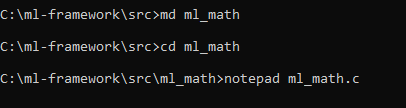 C:\ml-framework\src>md ml_math
C:\ml-framework\src>cd ml_math
C:\ml-framework\src\ml_math>notepad ml_math.c